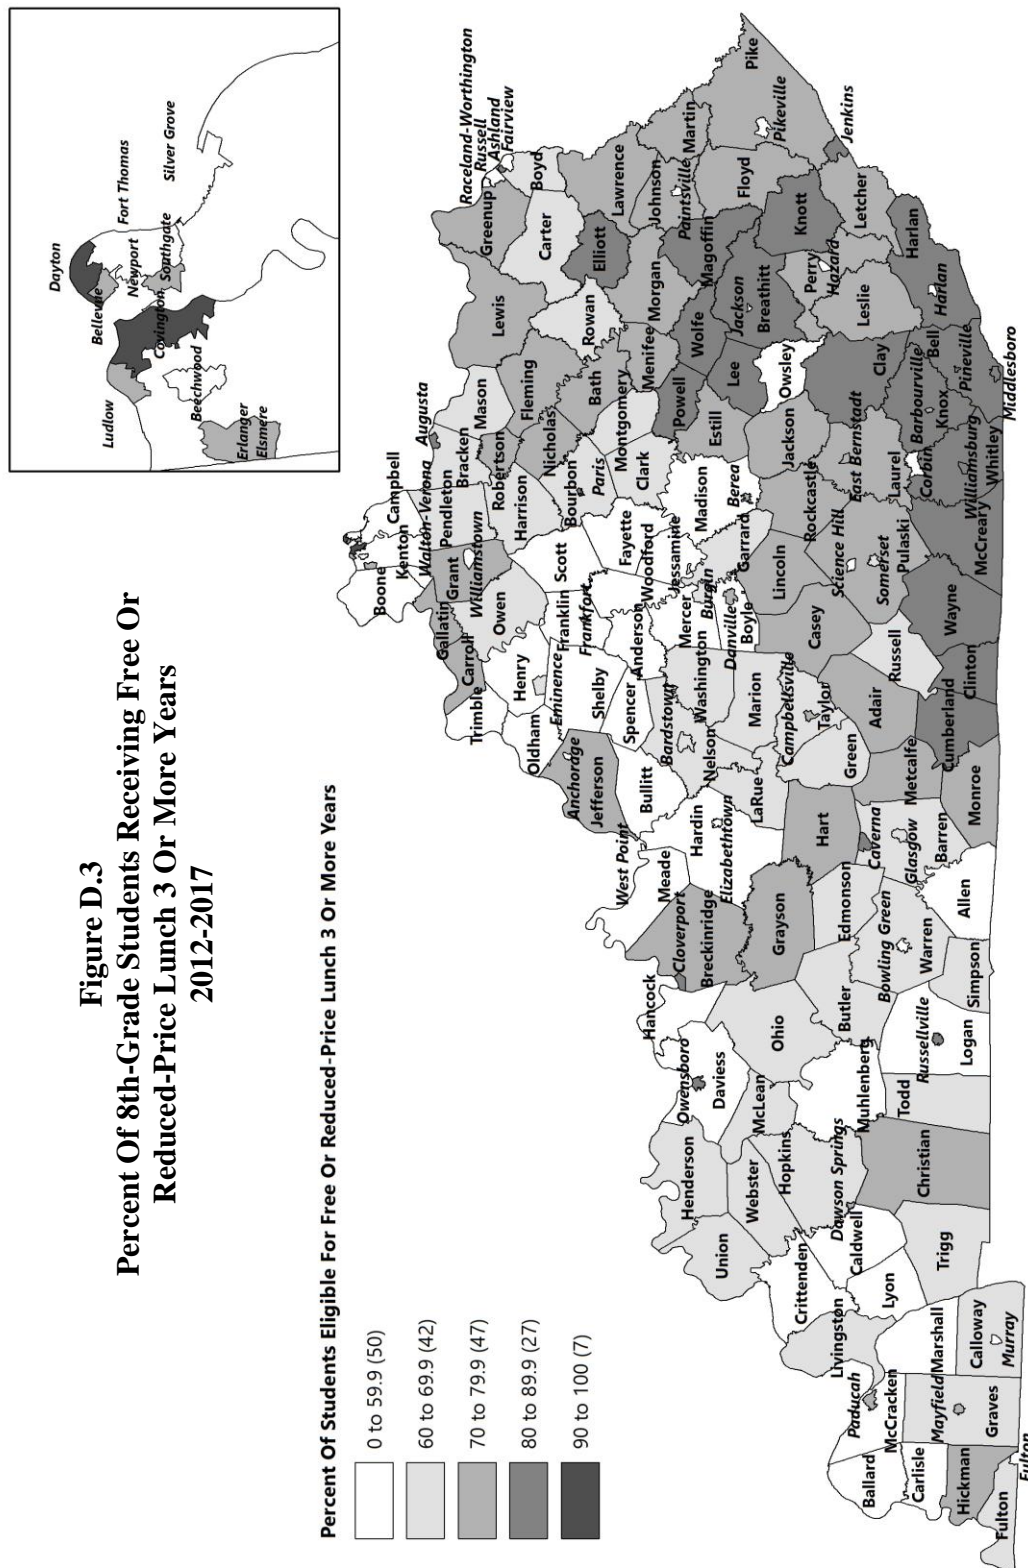 Figure D.3
Percent Of 8th-Grade Students Receiving Free Or
Reduced-Price Lunch 3 Or More Years
2012-2017
Percent Of Students Eligible For Free Or Reduced-Price Lunch 3 Or More Years
0 to 59.9 (50)
60 to 69.9 (42)
70 to 79.9 (47)
80 to 89.9 (27)
90 to 100 (7)
Dayton
Bellevue
Fort Thomas
Newport
Silver Grove
Ludlow
Covington
Southgate
Beechwood
Erlanger
Elsmere
Boone
Kenton
Campbell
Walton-Verona
Augusta
Gallatin
Grant
Pendleton
Bracken
Mason
Lewis
Greenup
Raceland-Worthington
Russell
Ashland
Fairview
Boyd
Trimble
Carroll
Williamstown
Owen
Robertson
Fleming
Carter
Oldham
Henry
Harrison
Nicholas
Rowan
Elliott
Lawrence
Eminence
Franklin
Scott
Bourbon
Bath
Anchorage
Jefferson
Shelby
Frankfort
Paris
Montgomery
Menifee
Morgan
Johnson
Martin
West Point
Bullitt
Spencer
Anderson
Woodford
Fayette
Clark
Powell
Wolfe
Magoffin
Paintsville
Pike
Hancock
Meade
Cloverport
Breckinridge
Hardin
Elizabethtown
Nelson
Bardstown
Washington
Mercer
Burgin
Jessamine
Madison
Estill
Lee
Jackson
Breathitt
Floyd
Pikeville
Knott
Henderson
Owensboro
Daviess
Union
Webster
McLean
Ohio
Grayson
LaRue
Marion
Danville
Boyle
Garrard
Berea
Owsley
Perry
Hazard
Letcher
Jenkins
Crittenden
Hopkins
Dawson Springs
Muhlenberg
Butler
Edmonson
Hart
Green
Campbellsville
Taylor
Casey
Lincoln
Rockcastle
Jackson
Clay
Leslie
Harlan
Harlan
Livingston
Lyon
Caldwell
Christian
Todd
Russellville
Logan
Bowling Green
Warren
Caverna
Glasgow
Barren
Metcalfe
Adair
Russell
Science Hill
Somerset
Pulaski
East Bernstadt
Laurel
Barbourville
Knox
Bell
Pineville
Paducah
McCracken
Ballard
Carlisle
Marshall
Trigg
Simpson
Allen
Monroe
Cumberland
Clinton
Wayne
McCreary
Corbin
Williamsburg
Whitley
Middlesboro
Mayfield
Graves
Calloway
Murray
Hickman
Fulton
Fulton